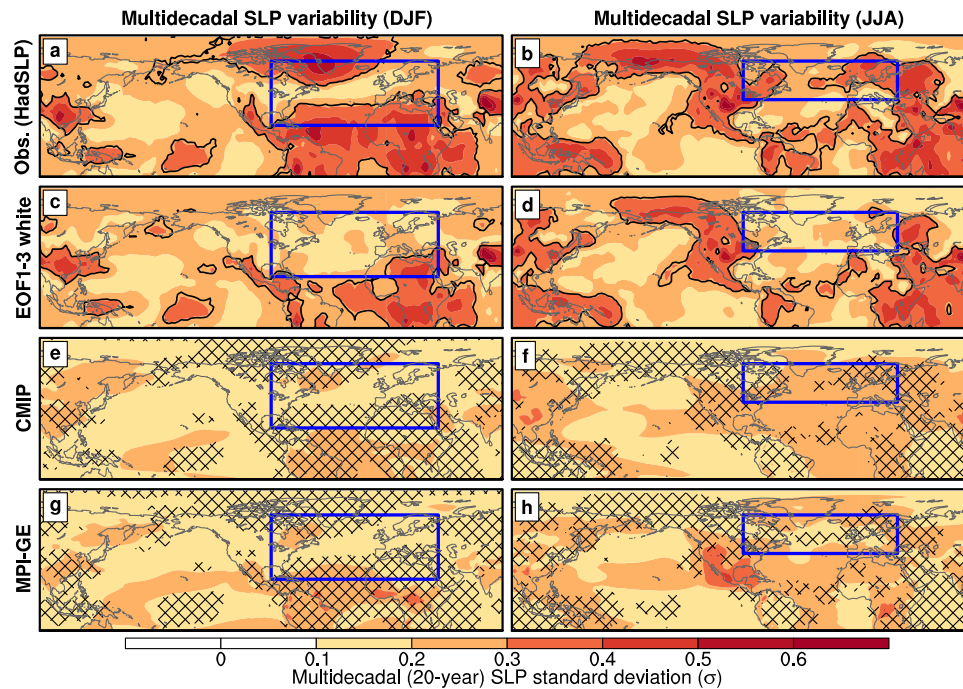 Multidecadal SLP variability (DJF) Multidecadal SLP variability (JJA)
Obs. (HadSLP)
a b
EOF1-3 white
c d
CMIP
e f
MPI-GE
g h
0 0.1 0.2 0.3 0.4 0.5 0.6
Multidecadal (20-year) SLP standard deviation (σ)